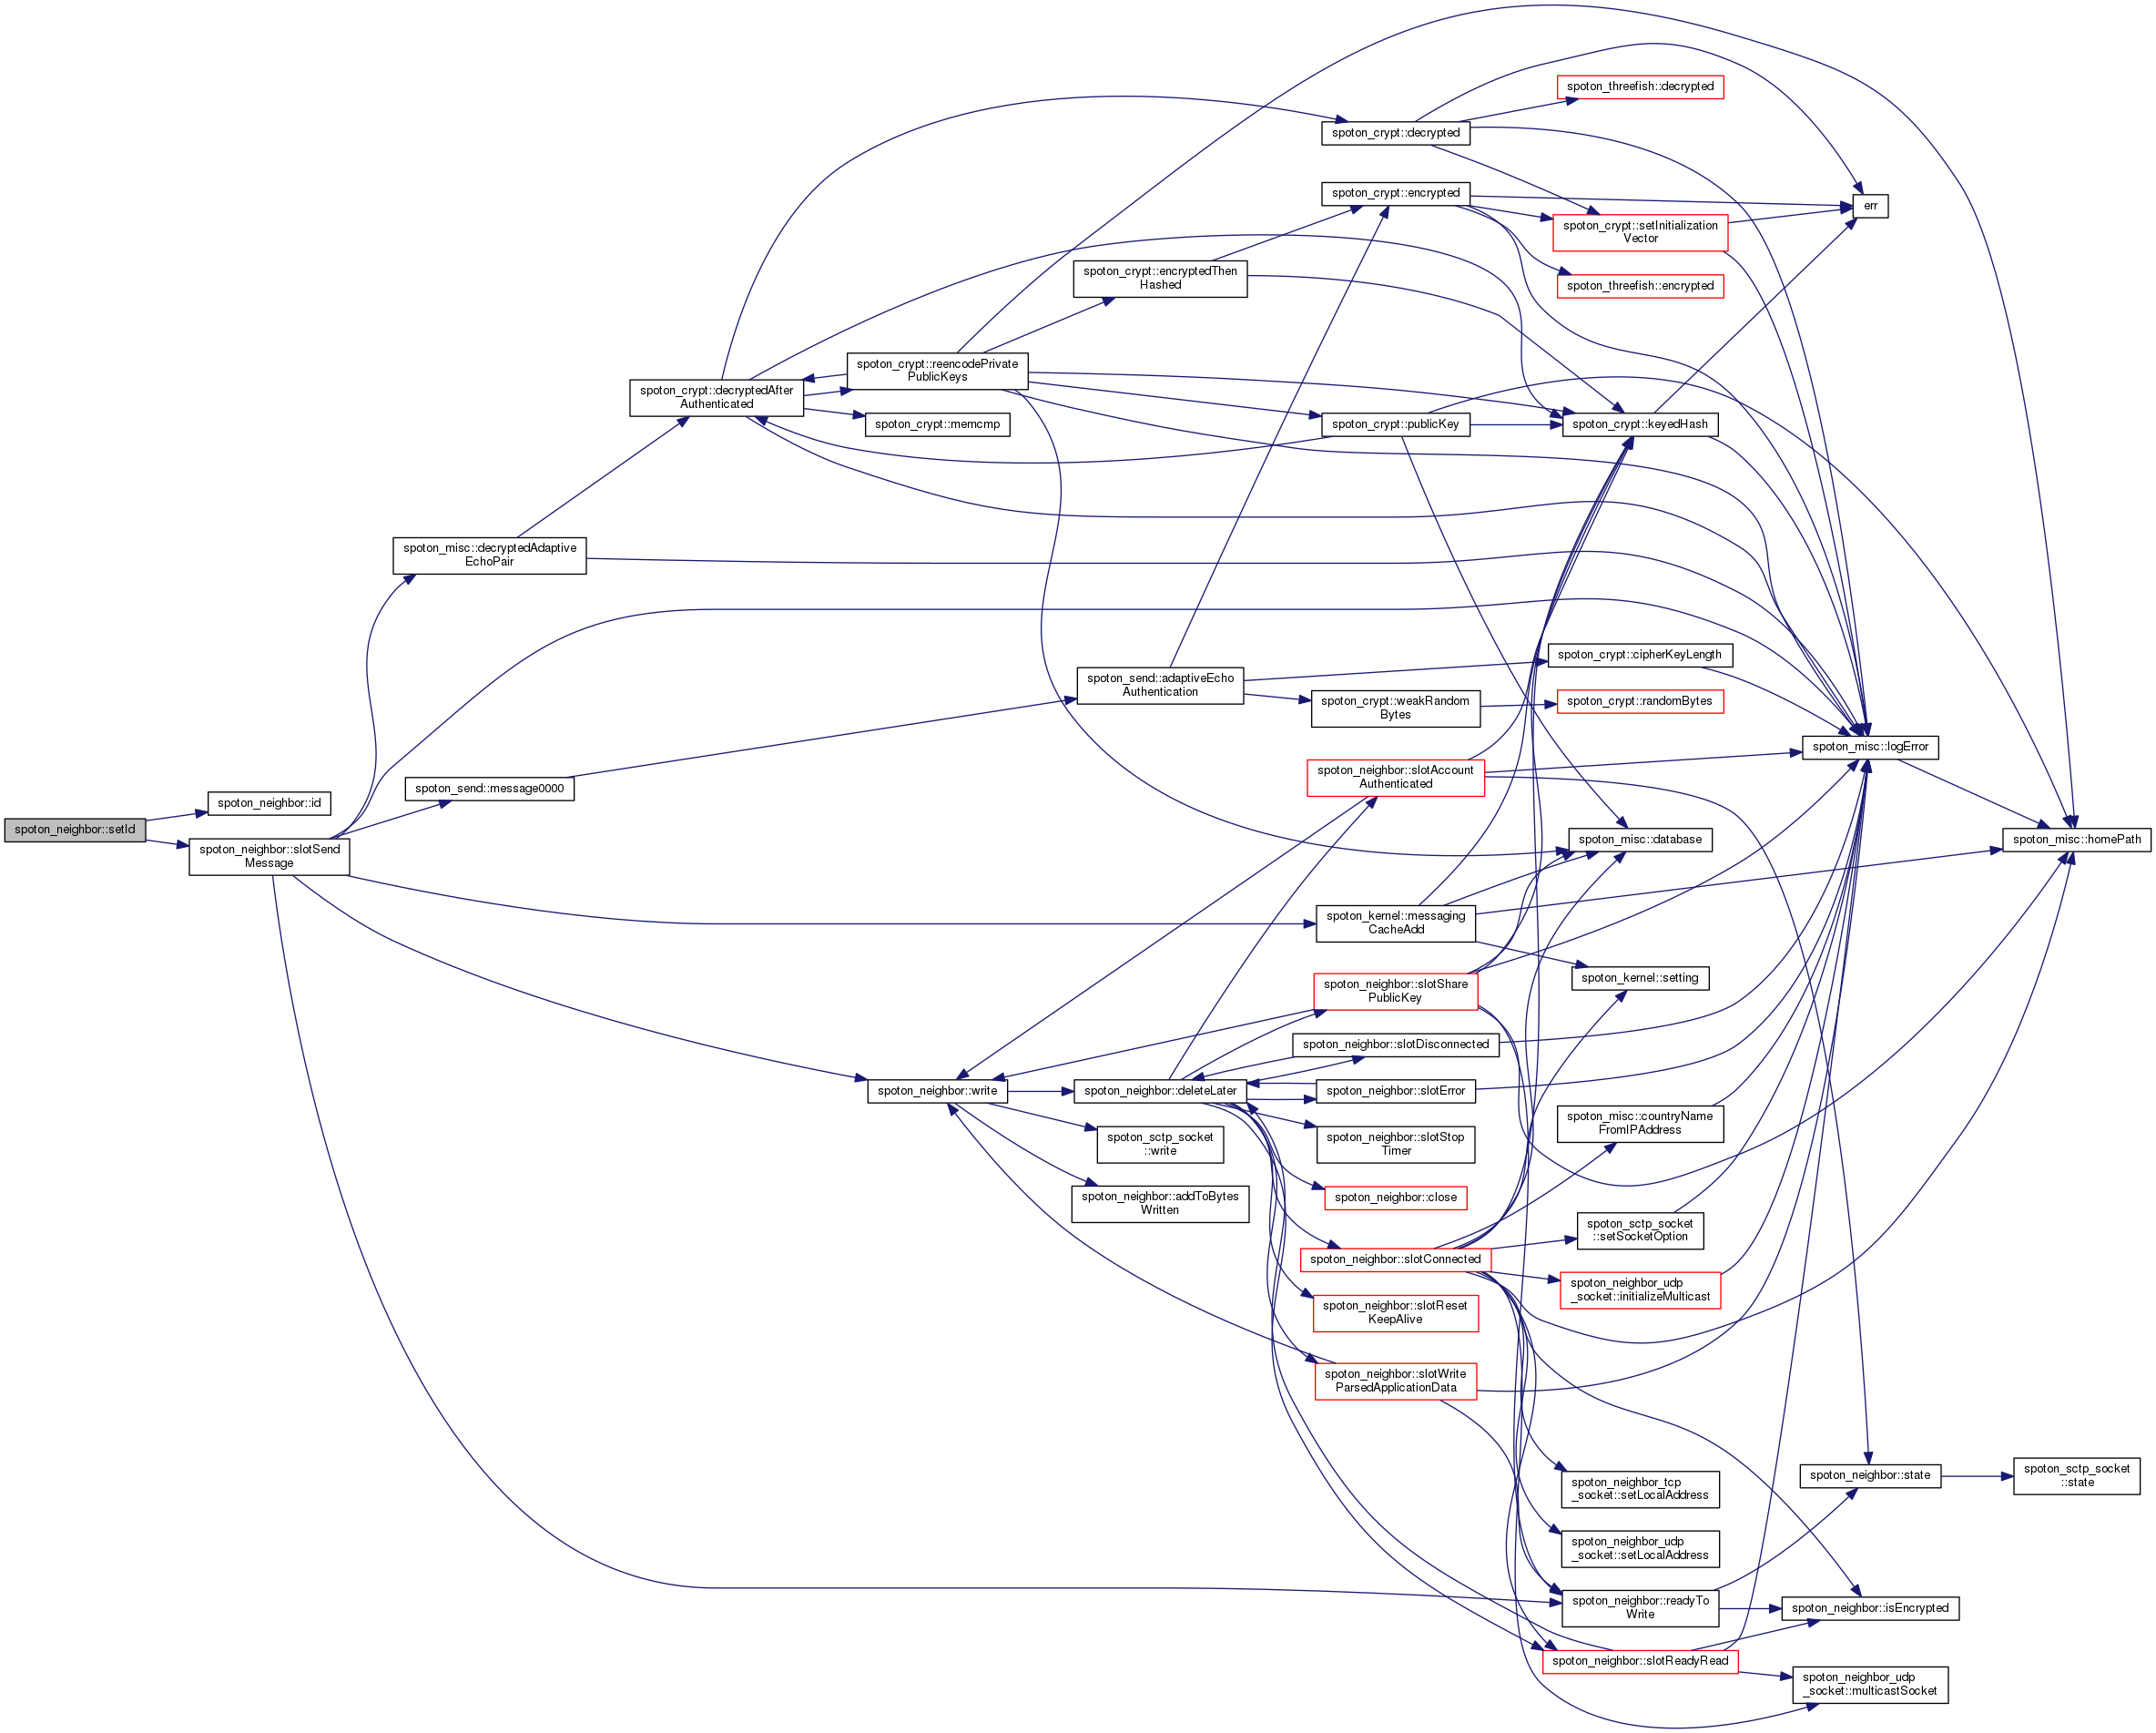 spoton_neighbor::setId
spoton_neighbor::id
spoton_neighbor::slotSend
Message
spoton_misc::decryptedAdaptive
EchoPair
spoton_send::message0000
spoton_crypt::decryptedAfter
Authenticated
spoton_crypt::reencodePrivate
PublicKeys
spoton_crypt::memcmp
spoton_neighbor::write
spoton_crypt::encryptedThen
Hashed
spoton_send::adaptiveEcho
Authentication
spoton_neighbor::deleteLater
spoton_sctp_socket
::write
spoton_neighbor::addToBytes
Written
spoton_crypt::decrypted
spoton_crypt::encrypted
spoton_crypt::publicKey
spoton_crypt::weakRandom
Bytes
spoton_neighbor::slotAccount
Authenticated
spoton_kernel::messaging
CacheAdd
spoton_neighbor::slotShare
PublicKey
spoton_neighbor::slotDisconnected
spoton_neighbor::slotError
spoton_neighbor::slotStop
Timer
spoton_neighbor::close
spoton_neighbor::slotConnected
spoton_neighbor::slotReset
KeepAlive
spoton_neighbor::slotWrite
ParsedApplicationData
spoton_threefish::decrypted
spoton_crypt::setInitialization
Vector
spoton_threefish::encrypted
spoton_crypt::keyedHash
spoton_crypt::cipherKeyLength
spoton_crypt::randomBytes
spoton_misc::database
spoton_kernel::setting
spoton_misc::countryName
FromIPAddress
spoton_sctp_socket
::setSocketOption
spoton_neighbor_udp
_socket::initializeMulticast
spoton_neighbor_tcp
_socket::setLocalAddress
spoton_neighbor_udp
_socket::setLocalAddress
spoton_neighbor::readyTo
Write
spoton_neighbor::slotReadyRead
err
spoton_misc::logError
spoton_neighbor::state
spoton_neighbor::isEncrypted
spoton_neighbor_udp
_socket::multicastSocket
spoton_misc::homePath
spoton_sctp_socket
::state